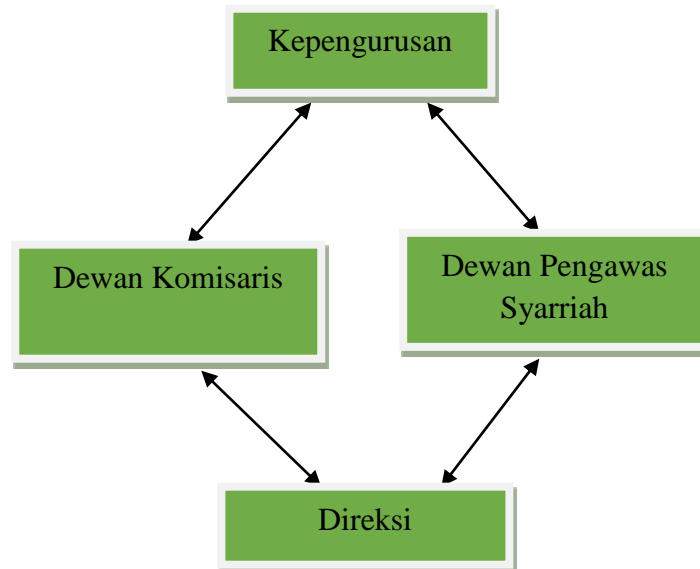 Kepengurusan
Dewan Komisaris
Dewan Pengawas
Syarriah
Direksi